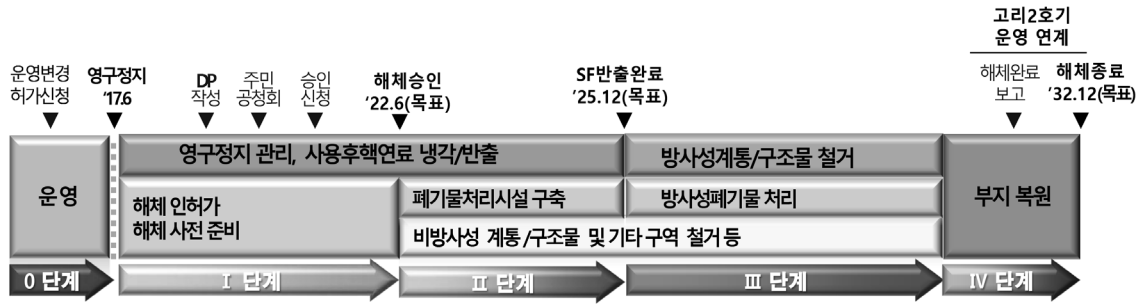 고리2호기
운영 연계
운영변경
허가신청
영구정지
‘17.6
DP
작성
주민
공청회
승인
신청
해체승인
‘22.6(목표)
SF반출완료
’25.12(목표)
해체완료
보고
해체종료
’32.12(목표)
운영
영구정지 관리, 사용후핵연료 냉각/반출
방사성계통/구조물 철거
부지 복원
해체 인허가
해체 사전 준비
폐기물처리시설 구축
방사성폐기물 처리
비방사성 계통/구조물 및 기타 구역 철거 등
0 단계
I 단계
II 단계
III 단계
IV 단계